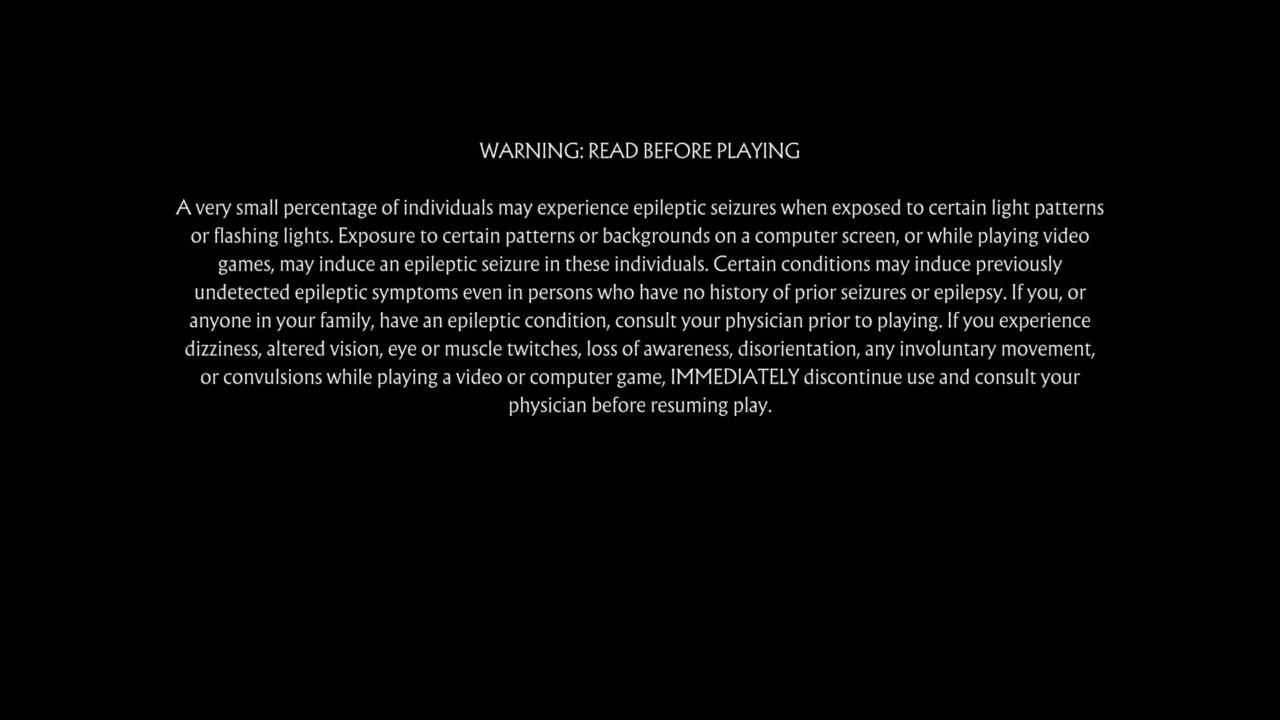 WARNING: READ BEFORE PLAYING
A very small percentage of individuals may experience epileptic seizures when exposed to certain light patterns
or flashing lights. Exposure to certain patterns or backgrounds on a computer screen, or while playing video
games, may induce an epileptic seizure in these individuals. Certain conditions may induce previously
undetected epileptic symptoms even in persons who have no history of prior seizures or epilepsy. If you, or
anyone in your family, have an epileptic condition, consult your physician prior to playing. If you experience
dizziness, altered vision, eye or muscle twitches, loss of awareness, disorientation, any involuntary movement,
or convulsions while playing a video or computer game, IMMEDIATELY discontinue use and consult your
physician before resuming play.